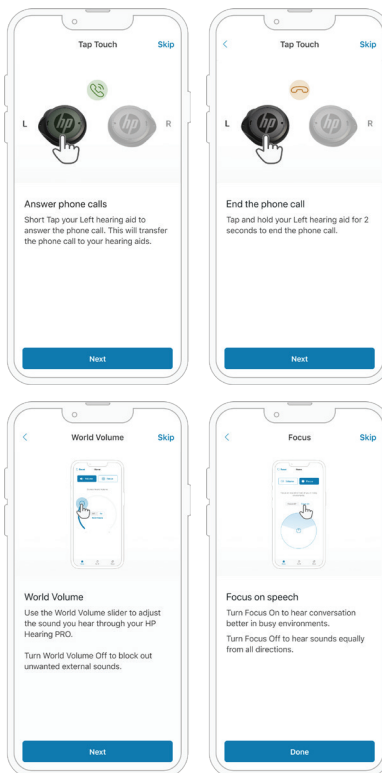 Tap Touch
Skip
L
hp
hp
R
Answer phone calls
Short Tap your Left hearing aid to
answer the phone call. This will transfer
the phone call to your hearing aids.
Next
Tap Touch
Skip
L
hp
hp
R
End the phone call
Tap and hold your Left hearing aid for 2
seconds to end the phone call.
Next
World Volume
Skip
World Volume
Use the World Volume slider to adjust
the sound you hear through your HP
Hearing PRO.
Turn World Volume Off to block out
unwanted external sounds.
Next
Focus
Skip
Focus on speech
Turn Focus On to hear conversation
better in busy environments.
Turn Focus Off to hear sounds equally
from all directions.
Done